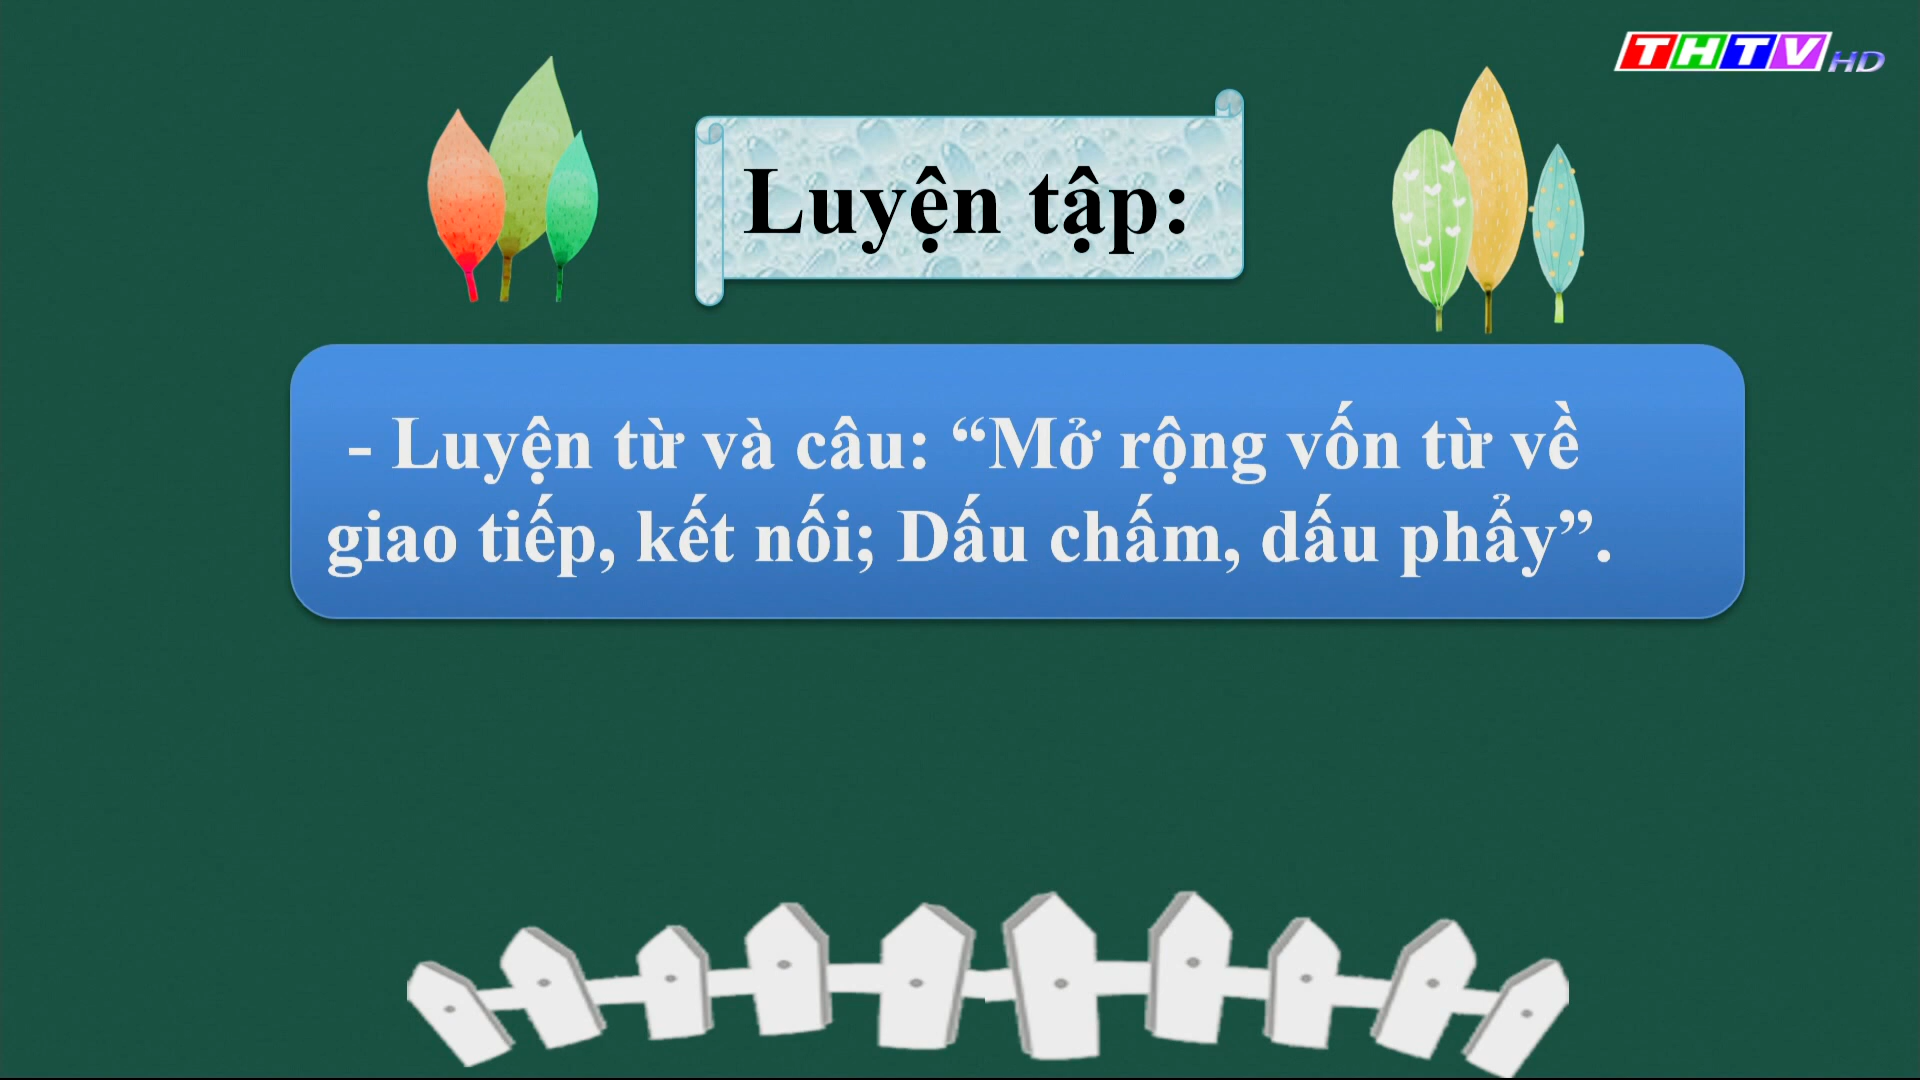 THTV HD
Luyện tập:
- Luyện từ và câu: “Mở rộng vốn từ về
giao tiếp, kết nối; Dấu chấm, dấu phẩy”.